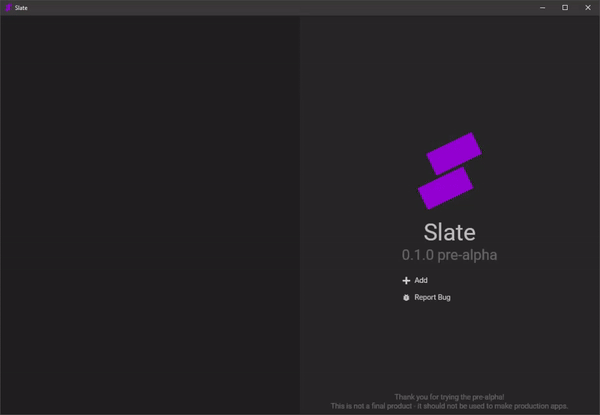 Slate
Slate
0.1.0 pre-alpha
Add
Report Bug
Thank you for trying the pre-alpha!
This is not a final product - it should not be used to make production apps.